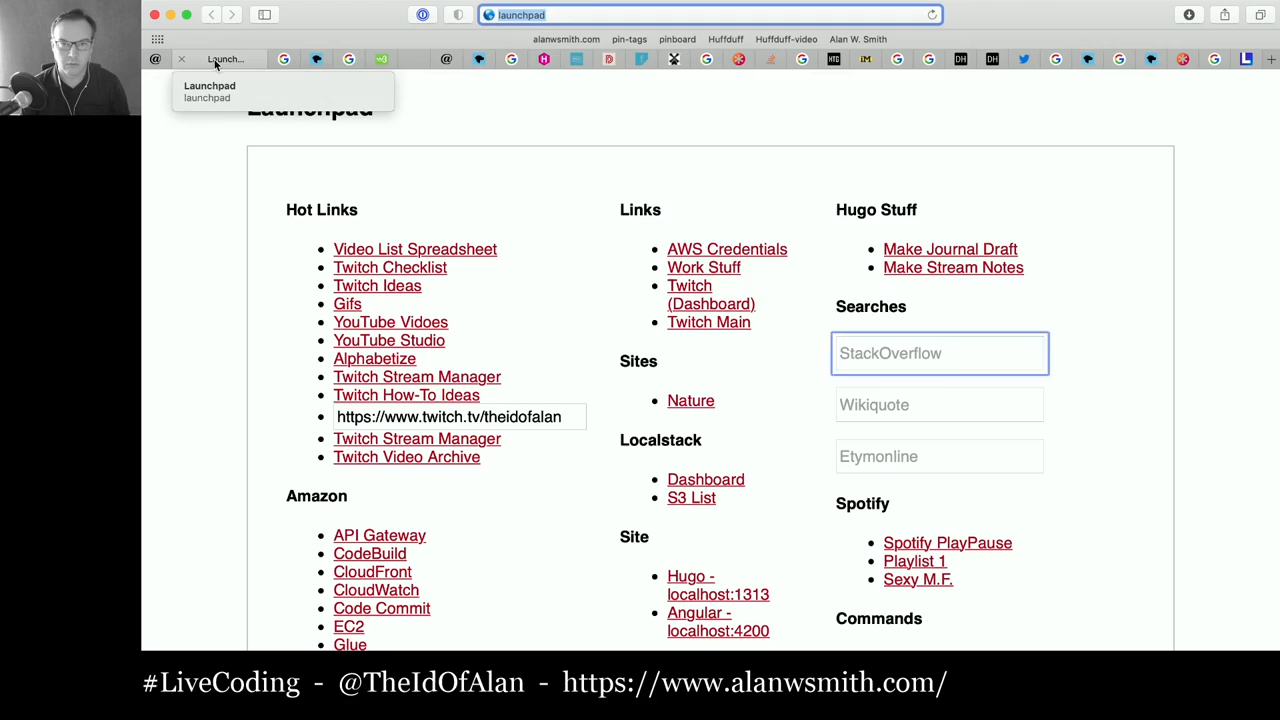 launchpad
alanwsmith.com pin-tags pinboard Huffduff Huffduff-video Alan W. Smith
Launch...
Launchpad
launchpad
Launchpad
Hot Links
Video List Spreadsheet
Twitch Checklist
Twitch Ideas
Gifs
YouTube Vidoes
YouTube Studio
Alphabetize
Twitch Stream Manager
Twitch How-To Ideas
https://www.twitch.tv/theidofalan
Twitch Stream Manager
Twitch Video Archive
Amazon
API Gateway
CodeBuild
CloudFront
CloudWatch
Code Commit
EC2
Glue
Links
AWS Credentials
Work Stuff
Twitch
(Dashboard)
Twitch Main
Sites
Nature
Localstack
Dashboard
S3 List
Site
Hugo -
localhost:1313
Angular -
localhost:4200
Hugo Stuff
Make Journal Draft
Make Stream Notes
Searches
StackOverflow
Wikiquote
Etymonline
Spotify
Spotify PlayPause
Playlist 1
Sexy M.F.
Commands
#LiveCoding - @TheIdOfAlan - https://www.alanwsmith.com/